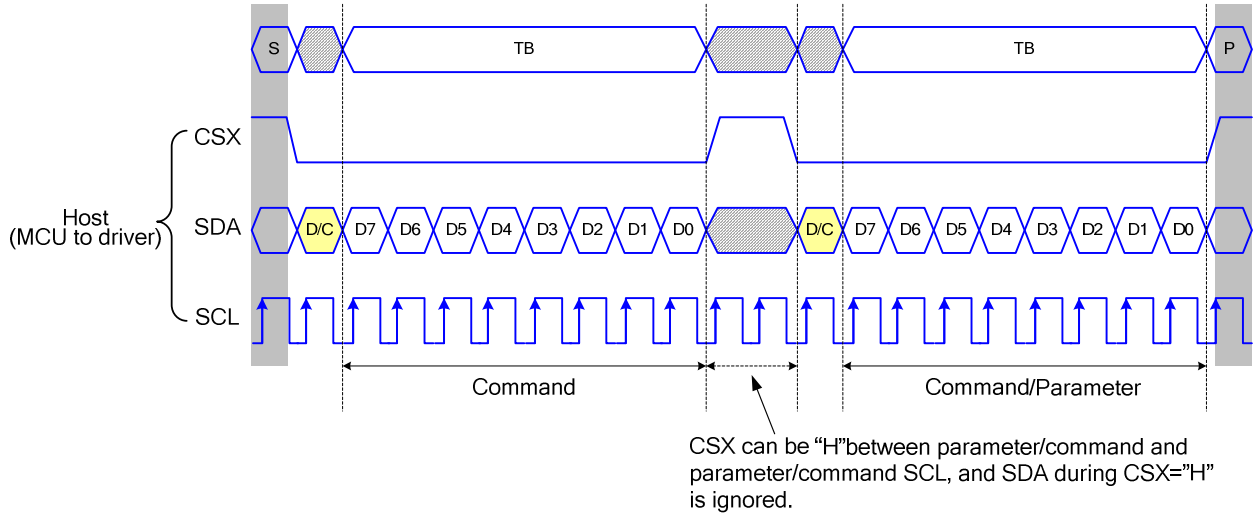 S TB TB P
CSX
Host
(MCU to driver)
SDA D/C D7 D6 D5 D4 D3 D2 D1 D0 D/C D7 D6 D5 D4 D3 D2 D1 D0
SCL
Command Command/Parameter
CSX can be “H”between parameter/command and
parameter/command SCL, and SDA during CSX=”H”
is ignored.